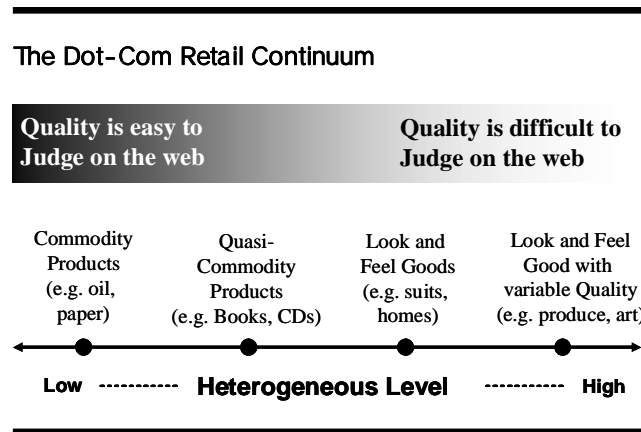 The Dot-Com Retail Continuum
Quality is easy to
Judge on the web
Quality is difficult to
Judge on the web
Commodity
Products
(e.g. oil,
paper)
Quasi-
Commodity
Products
(e.g. Books, CDs)
Look and
Feel Goods
(e.g. suits,
homes)
Look and Feel
Good with
variable Quality
(e.g. produce, art)
Low ---------- Heterogeneous Level ---------- High